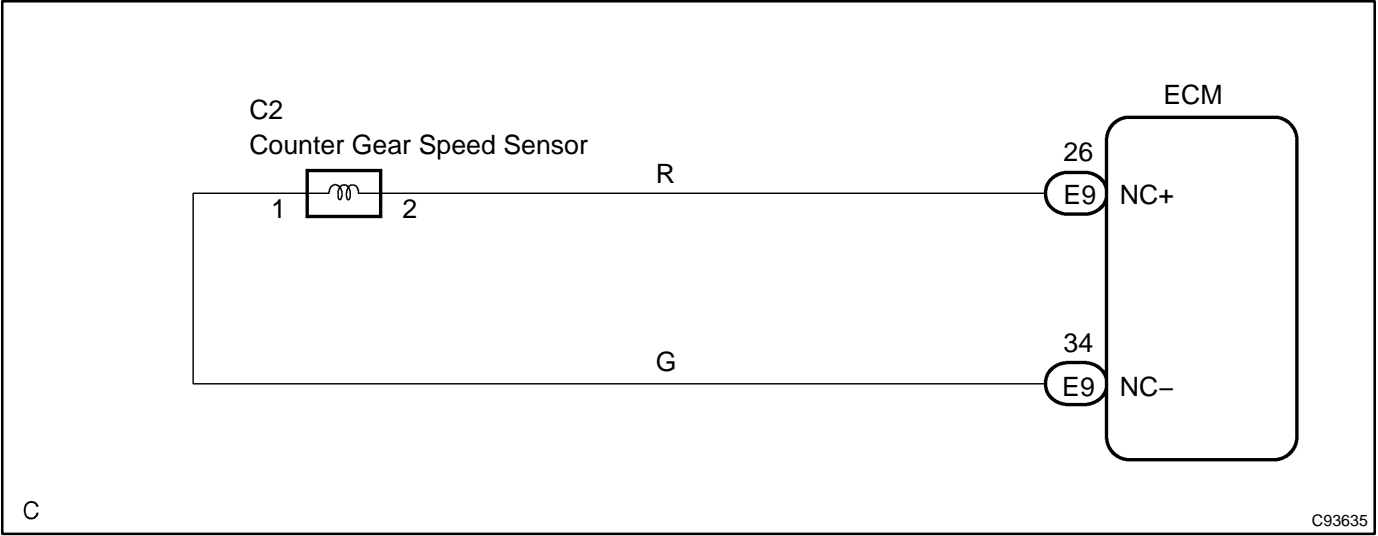 ECM
C2
Counter Gear Speed Sensor
26
R
1
2
E9
NC+
34
G
E9
NC−
C
C93635